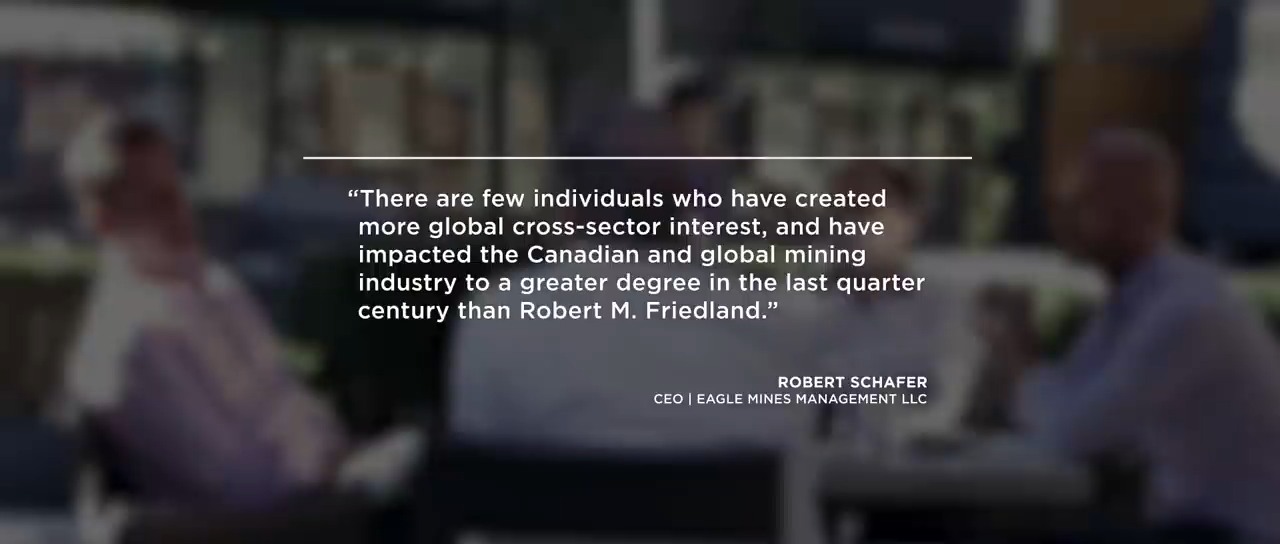 “There are few individuals who have created
more global cross-sector interest, and have
impacted the Canadian and global mining
industry to a greater degree in the last quarter
century than Robert M. Friedland.”
ROBERT SCHAFER
CEO | EAGLE MINES MANAGEMENT LLC